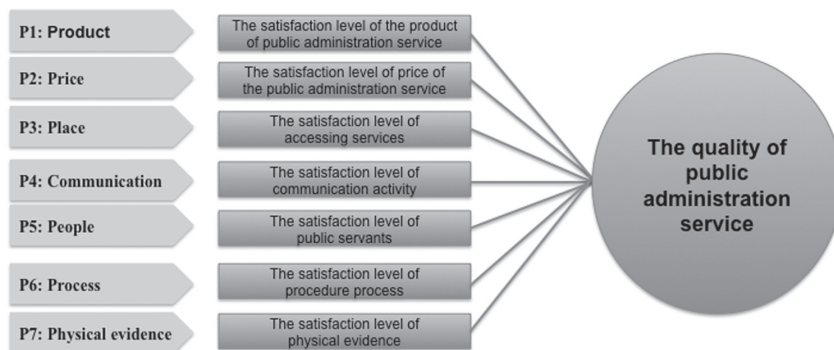 P1: Product
The satisfaction level of the product
of public administration service
P2: Price
The satisfaction level of price of
the public administration service
P3: Place
The satisfaction level of
accessing services
P4: Communication
The satisfaction level of
communication activity
P5: People
The satisfaction level of
public servants
P6: Process
The satisfaction level of
procedure process
P7: Physical evidence
The satisfaction level of
physical evidence
The quality of
public
administration
service